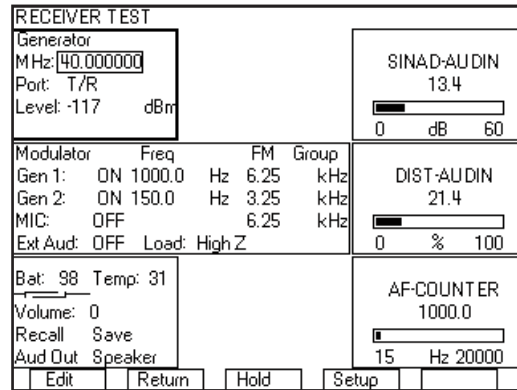 RECEIVER TEST
Generator
MHz: 40.000000
Port: T/R
Level: -117 dBm
SINAD-AUDIN
13.4
0 dB 60
Modulator Freq FM Group
Gen 1: ON 1000.0 Hz 6.25 kHz
Gen 2: ON 150.0 Hz 3.25 kHz
MIC: OFF 6.25 kHz
Ext Aud: OFF Load: High Z
DIST-AUDIN
21.4
0 % 100
Bat: 98 Temp: 31
Volume: 0
Recall Save
Aud Out Speaker
AF-COUNTER
1000.0
15 Hz 20000
Edit Return Hold Setup